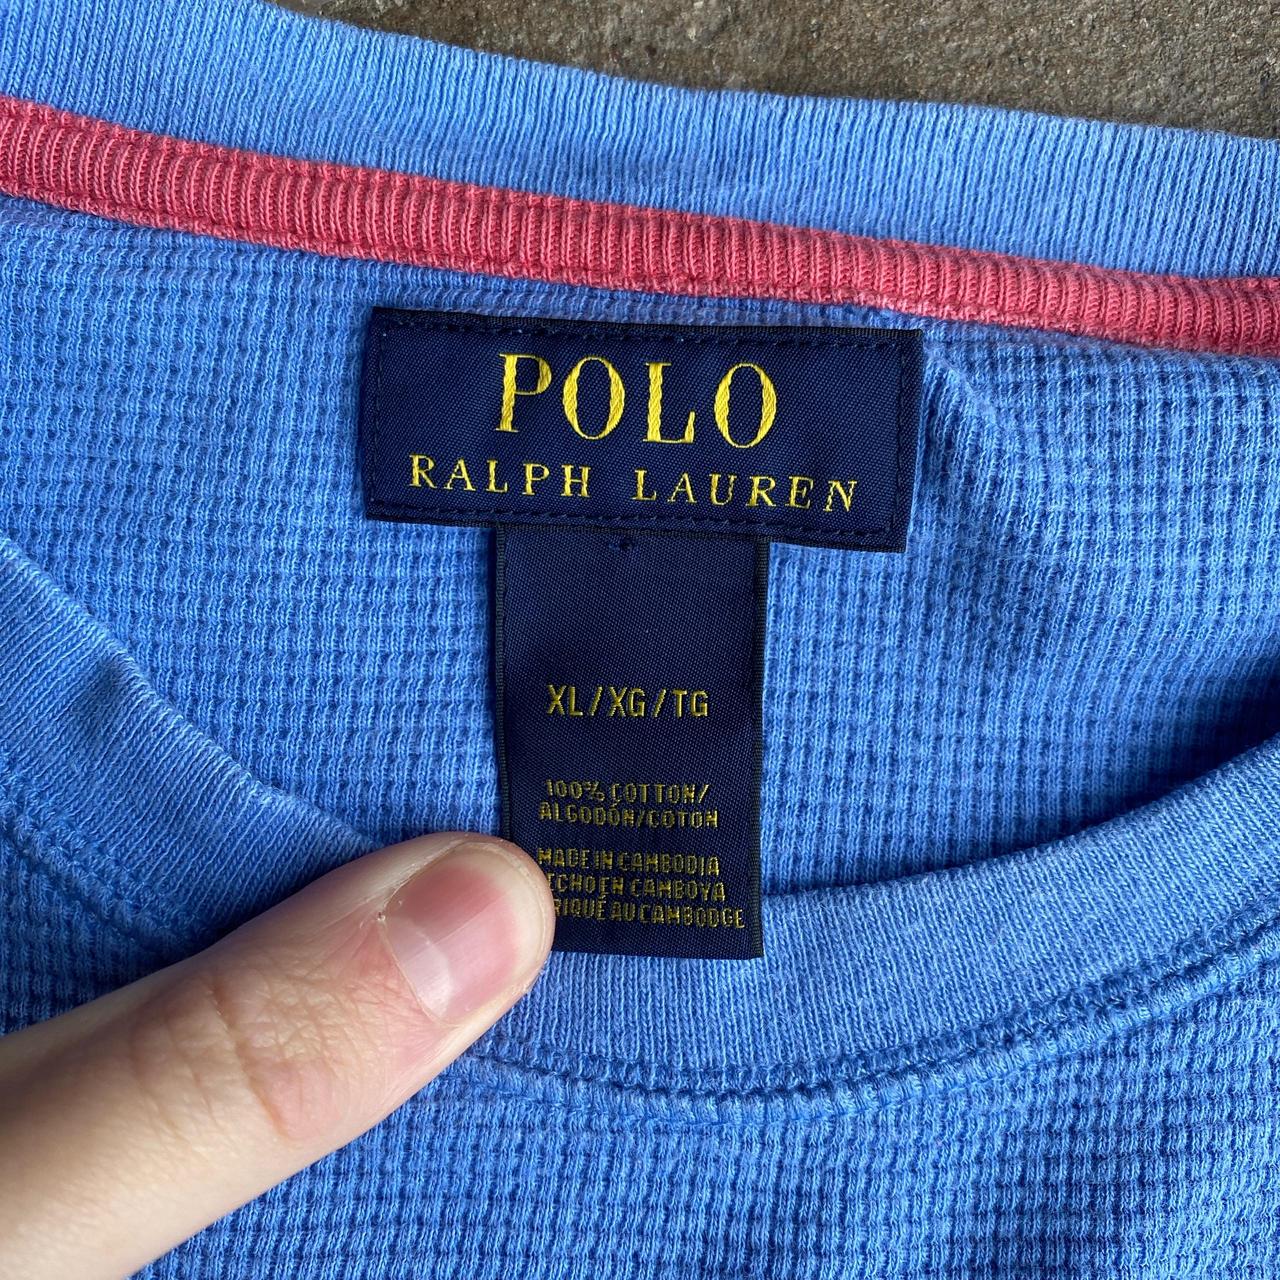 POLO
RALPH LAUREN
XL/XG/TG
100% COTTON/
ALGODÓN/COTON
MADE IN CAMBODIA
ECHO EN CAMBOYA
RIQUÉ AU CAMBODGE